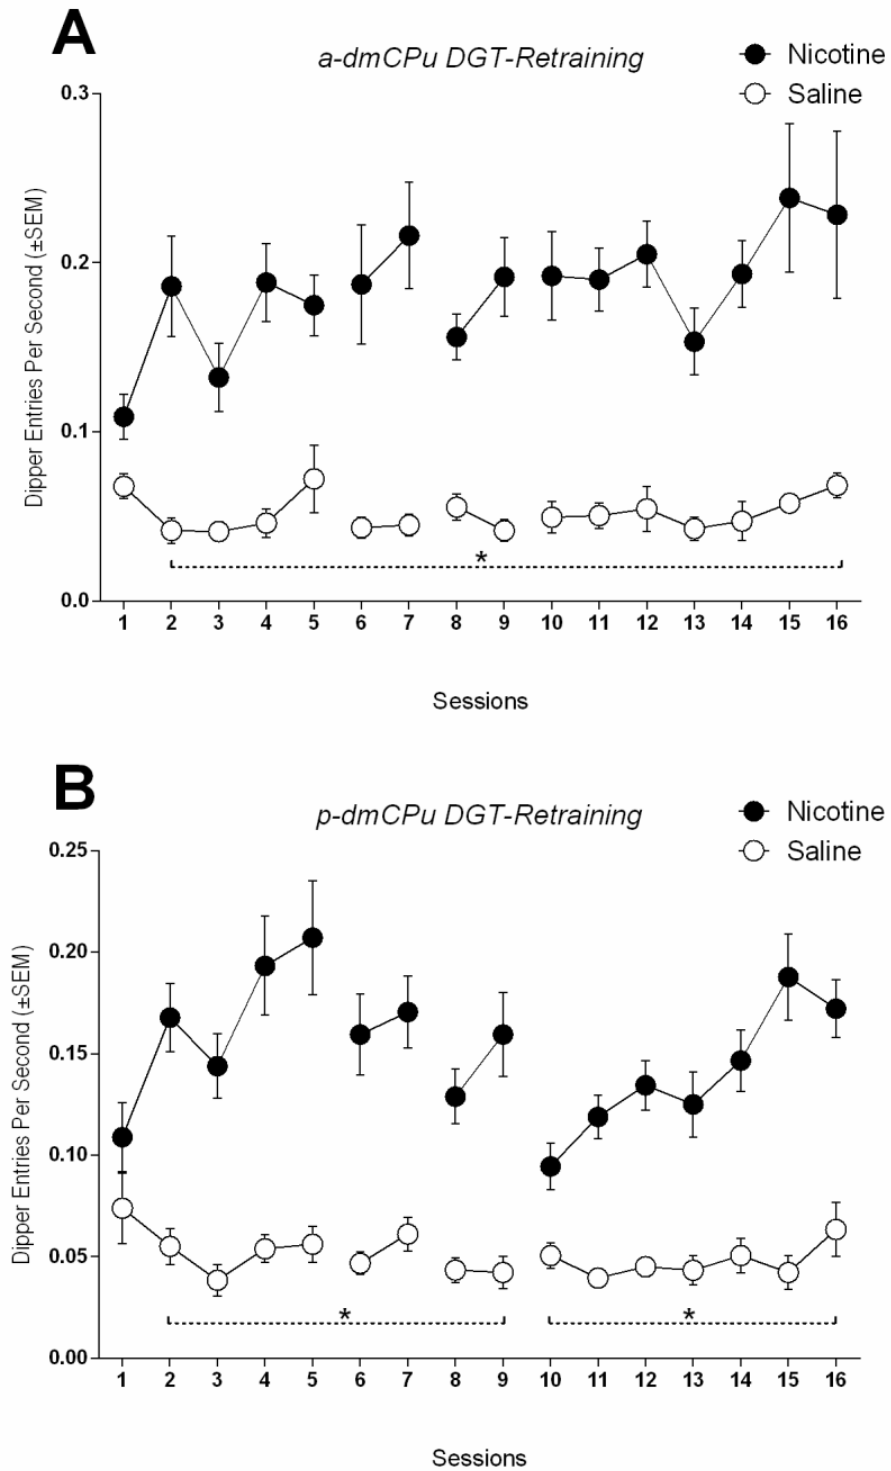 A
a-dmCPu DGT-Retraining
Nicotine
Saline
Dipper Entries Per Second (±SEM)
0.3
0.2
0.1
0.0
*
1 2 3 4 5 6 7 8 9 10 11 12 13 14 15 16
Sessions
B
p-dmCPu DGT-Retraining
Nicotine
Saline
Dipper Entries Per Second (±SEM)
0.25
0.20
0.15
0.10
0.05
0.00
* *
1 2 3 4 5 6 7 8 9 10 11 12 13 14 15 16
Sessions